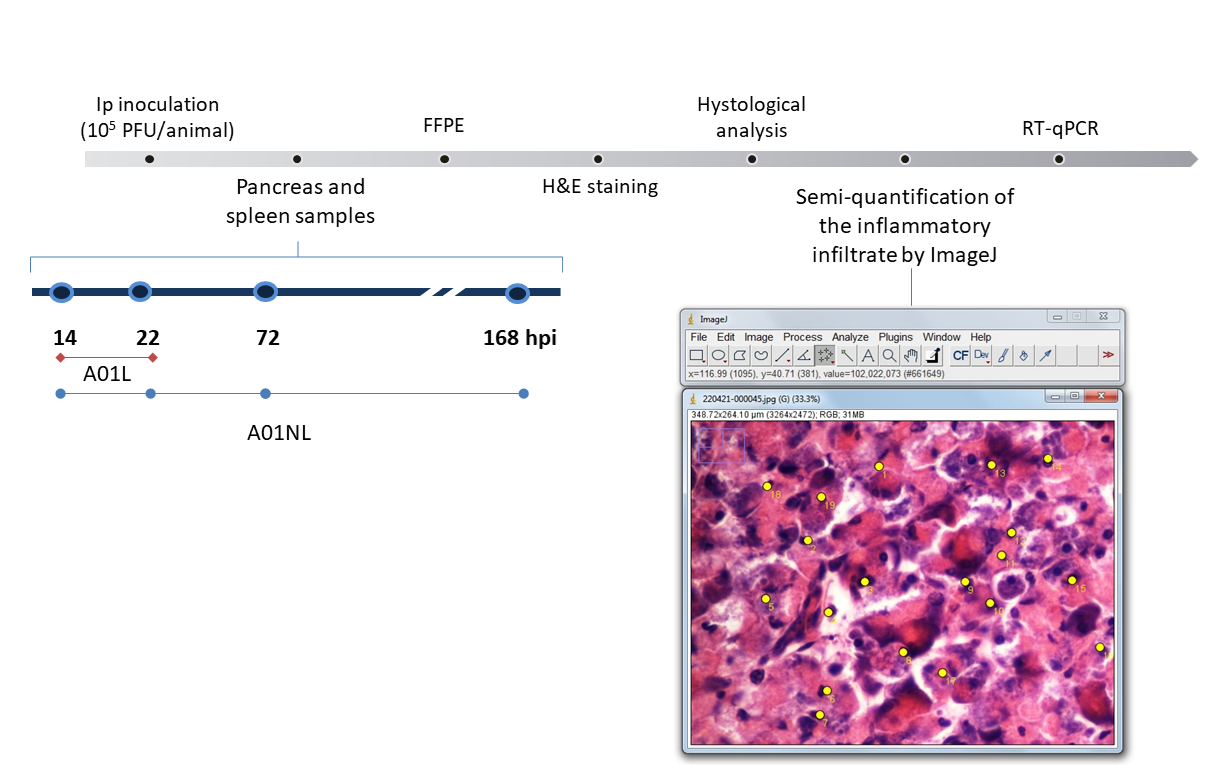 Ip inoculation
(10⁵ PFU/animal)
FFPE
Hystological
analysis
RT-qPCR
Pancreas and
spleen samples
H&E staining
Semi-quantification of
the inflammatory
infiltrate by ImageJ
14
22
72
168 hpi
A01L
A01NL
ImageJ
File Edit Image Process Analyze Plugins Window Help
A CF Dev >>
x=116.99 (1095), y=40.71 (381), value=102,022,073 (#661649)
220421-000045.jpg (G) (33.3%)
348.72x264.10 µm (3264x2472); RGB; 31MB
1
13
14
18
19
2
12
11
3
9
15
5
10
8
17
6
7